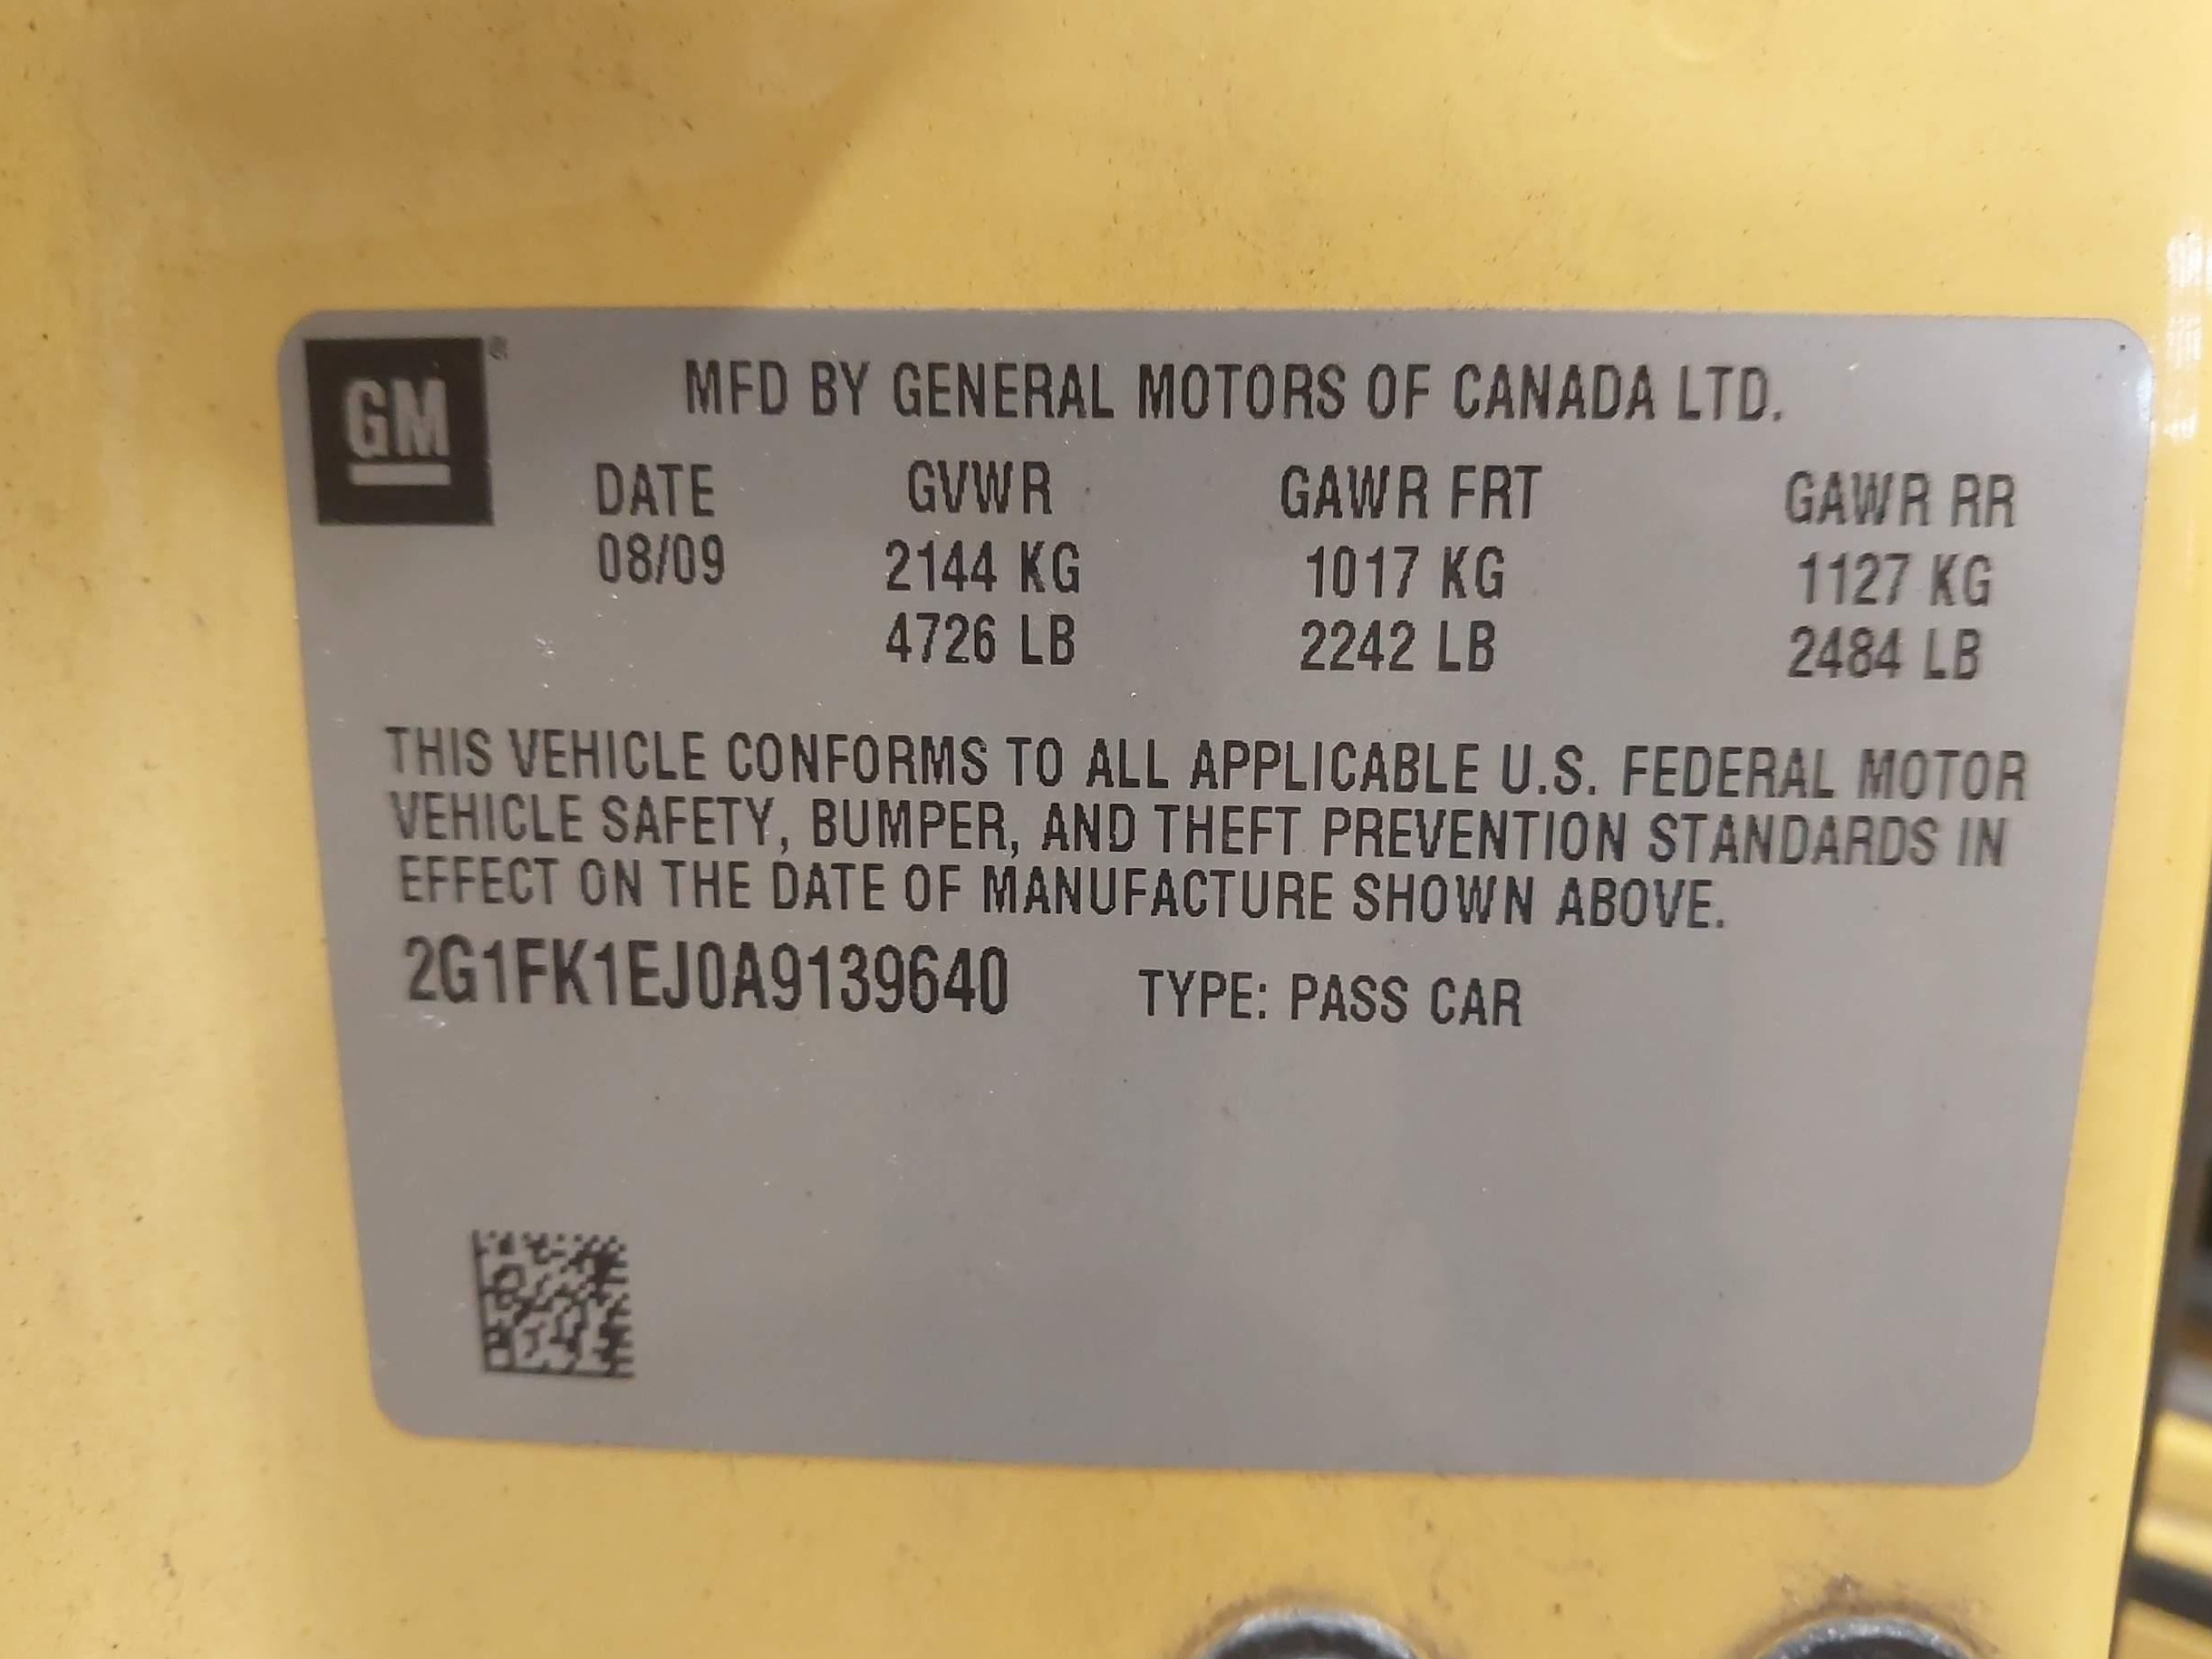 GM ®
MFD BY GENERAL MOTORS OF CANADA LTD.
DATE GVWR GAWR FRT GAWR RR
08/09 2144 KG 1017 KG 1127 KG
4726 LB 2242 LB 2484 LB
THIS VEHICLE CONFORMS TO ALL APPLICABLE U.S. FEDERAL MOTOR
VEHICLE SAFETY, BUMPER, AND THEFT PREVENTION STANDARDS IN
EFFECT ON THE DATE OF MANUFACTURE SHOWN ABOVE.
2G1FK1EJ0A9139640 TYPE: PASS CAR